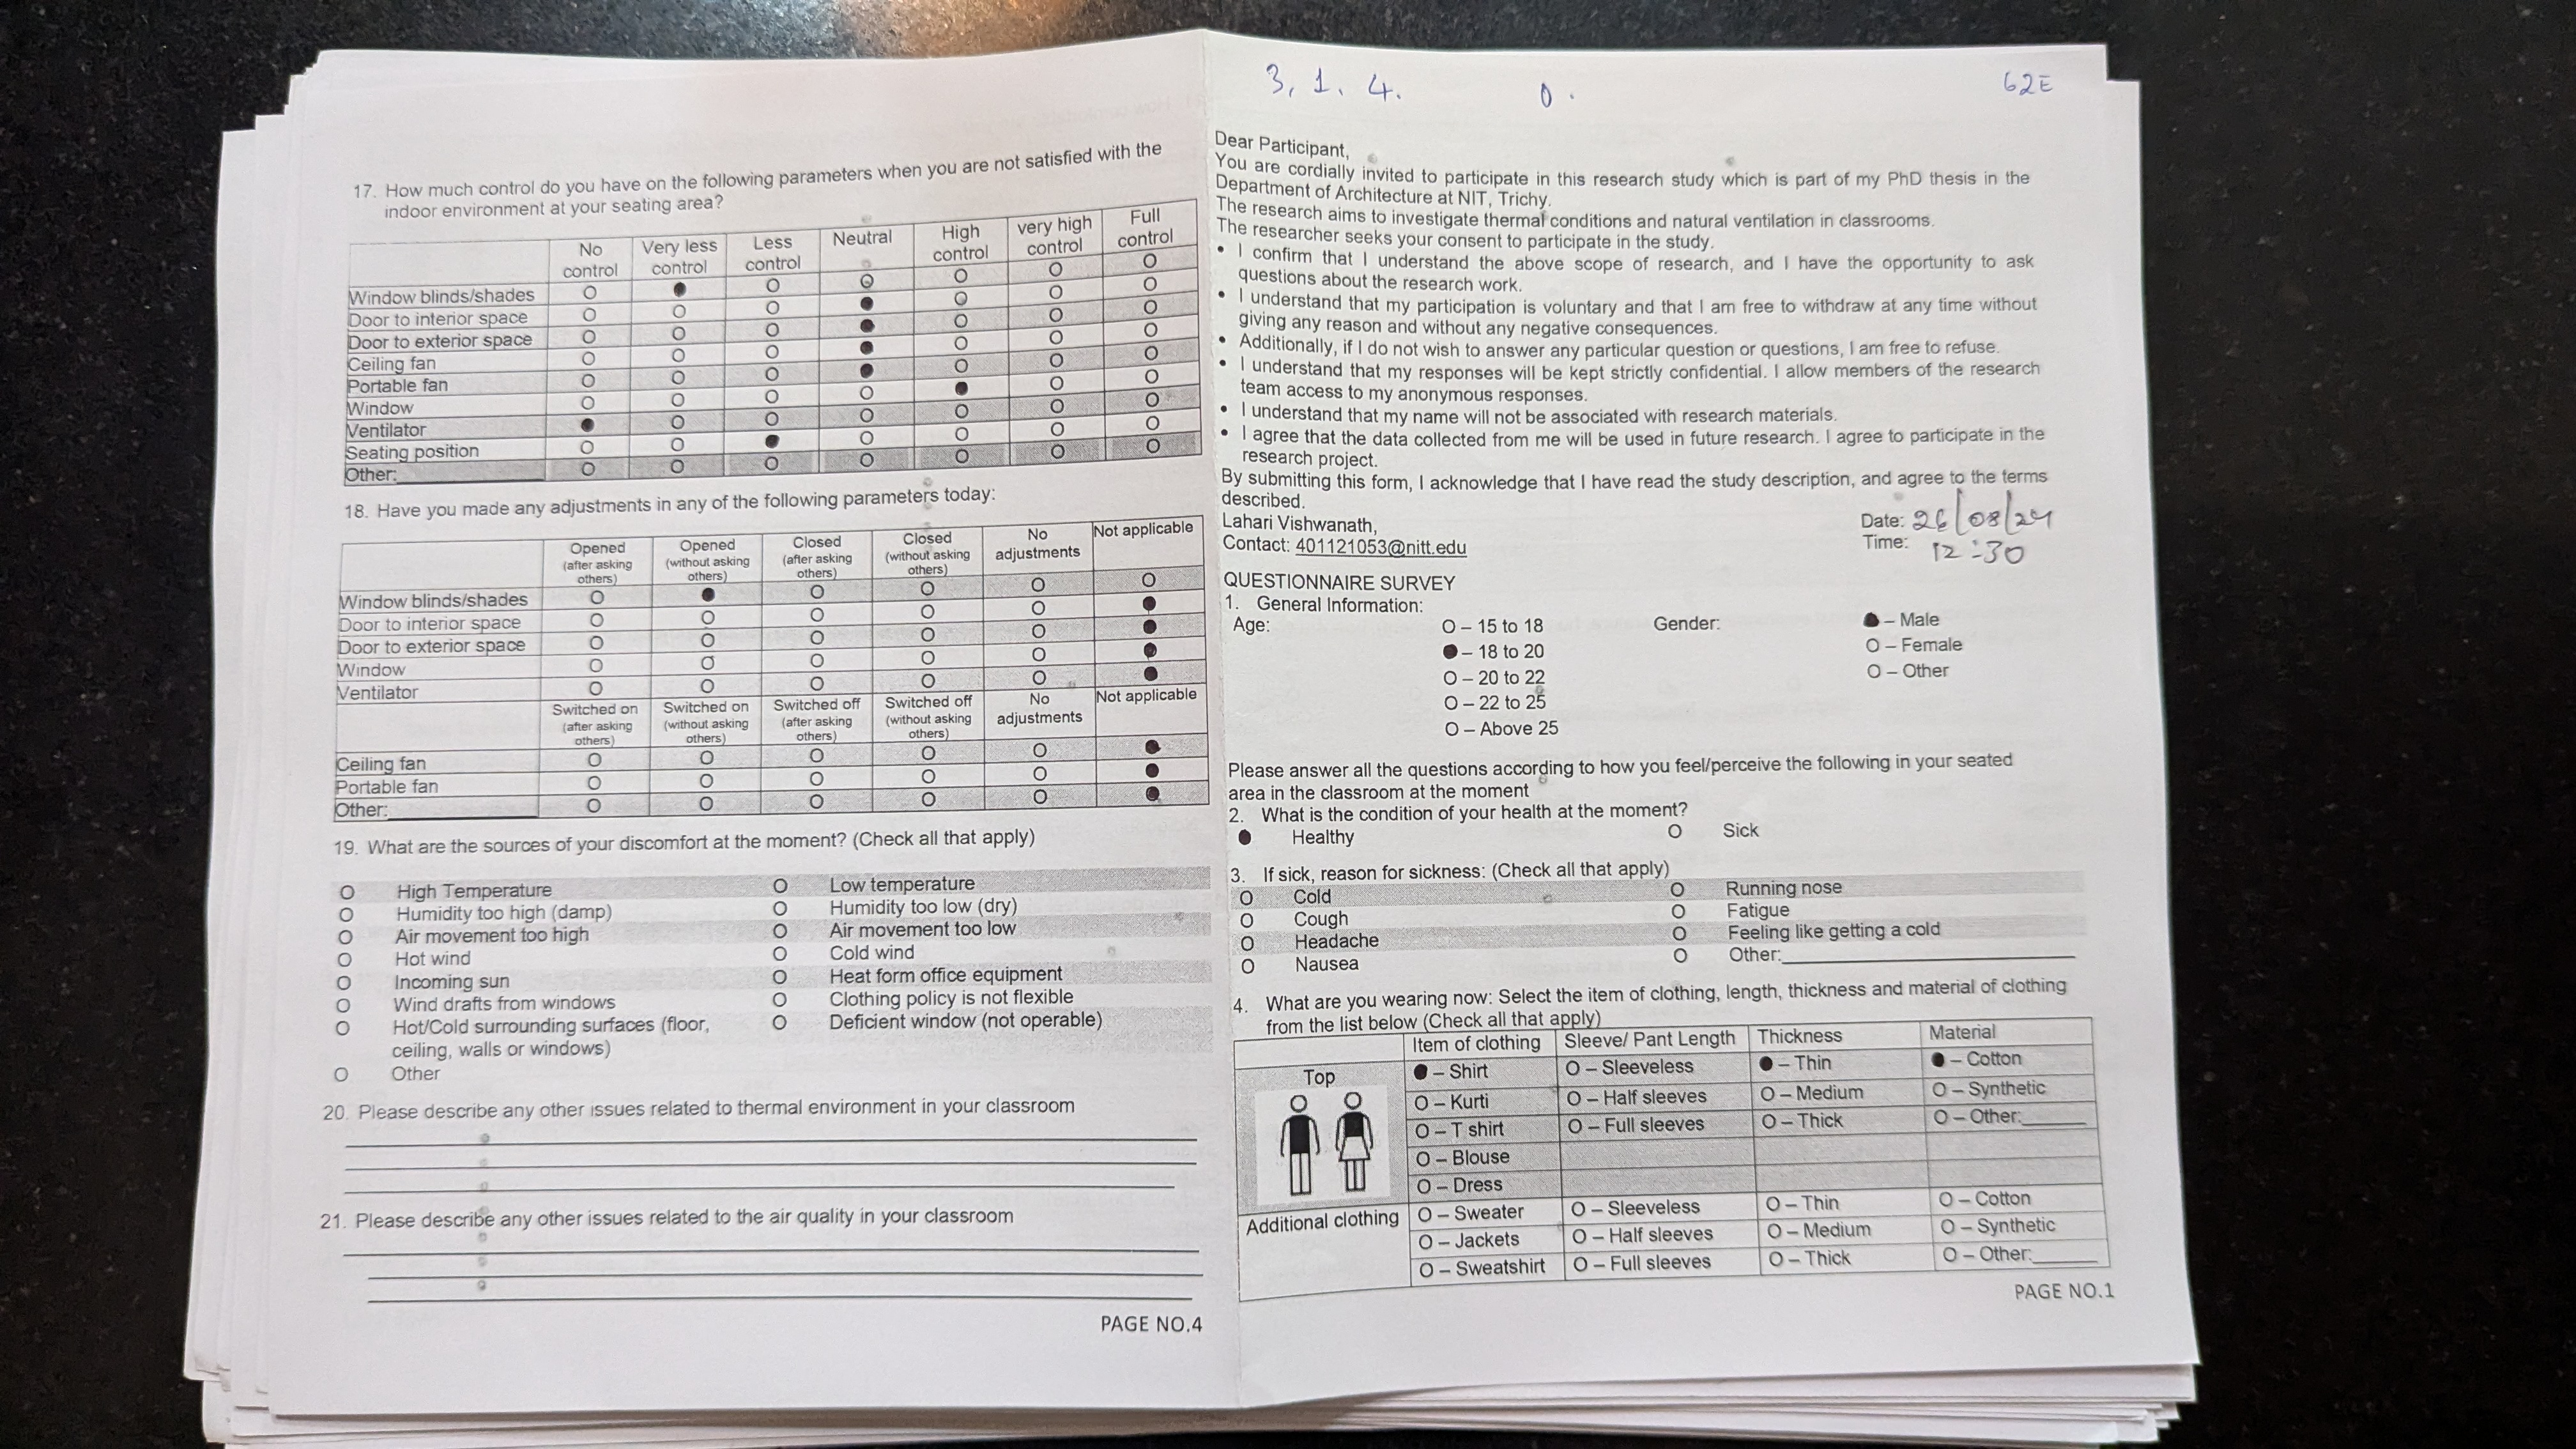 17. How much control do you have on the following parameters when you are not satisfied with the
indoor environment at your seating area?
No control Very less control Less control Neutral High control very high control Full control
Window blinds/shades O ● O O O O O
Door to interior space O O O ● O O O
Door to exterior space O O O ● O O O
Ceiling fan O O O ● O O O
Portable fan O O O ● O O O
Window O O O O ● O O
Ventilator ● O O O O O O
Seating position O O ● O O O O
Other:________ O O O O O O O
18. Have you made any adjustments in any of the following parameters today:
Opened (after asking others) Opened (without asking others) Closed (after asking others) Closed (without asking others) No adjustments Not applicable
Window blinds/shades O ● O O O O
Door to interior space O O O O O ●
Door to exterior space O O O O O ●
Window O O O O O ●
Ventilator O O O O O ●
Switched on (after asking others) Switched on (without asking others) Switched off (after asking others) Switched off (without asking others) No adjustments Not applicable
Ceiling fan O O O O O ●
Portable fan O O O O O ●
Other:________ O O O O O ●
19. What are the sources of your discomfort at the moment? (Check all that apply)
O High Temperature O Low temperature
O Humidity too high (damp) O Humidity too low (dry)
O Air movement too high O Air movement too low
O Hot wind O Cold wind
O Incoming sun O Heat form office equipment
O Wind drafts from windows O Clothing policy is not flexible
O Hot/Cold surrounding surfaces (floor, O Deficient window (not operable)
ceiling, walls or windows)
O Other
20. Please describe any other issues related to thermal environment in your classroom
21. Please describe any other issues related to the air quality in your classroom
PAGE NO.4
3, 1. 4. 0. 62E
Dear Participant,
You are cordially invited to participate in this research study which is part of my PhD thesis in the
Department of Architecture at NIT, Trichy.
The research aims to investigate thermal conditions and natural ventilation in classrooms.
The researcher seeks your consent to participate in the study.
• I confirm that I understand the above scope of research, and I have the opportunity to ask
questions about the research work.
• I understand that my participation is voluntary and that I am free to withdraw at any time without
giving any reason and without any negative consequences.
• Additionally, if I do not wish to answer any particular question or questions, I am free to refuse.
• I understand that my responses will be kept strictly confidential. I allow members of the research
team access to my anonymous responses.
• I understand that my name will not be associated with research materials.
• I agree that the data collected from me will be used in future research. I agree to participate in the
research project.
By submitting this form, I acknowledge that I have read the study description, and agree to the terms
described.
Lahari Vishwanath, Date: 26/08/24
Contact: 401121053@nitt.edu Time: 12:30
QUESTIONNAIRE SURVEY
1. General Information:
Age: O – 15 to 18 Gender: ● – Male
● – 18 to 20 O – Female
O – 20 to 22 O – Other
O – 22 to 25
O – Above 25
Please answer all the questions according to how you feel/perceive the following in your seated
area in the classroom at the moment
2. What is the condition of your health at the moment?
● Healthy O Sick
3. If sick, reason for sickness: (Check all that apply)
O Cold O Running nose
O Cough O Fatigue
O Headache O Feeling like getting a cold
O Nausea O Other:________
4. What are you wearing now: Select the item of clothing, length, thickness and material of clothing
from the list below (Check all that apply)
Item of clothing Sleeve/ Pant Length Thickness Material
Top ● – Shirt O – Sleeveless ● – Thin ● – Cotton
O – Kurti O – Half sleeves O – Medium O – Synthetic
O – T shirt O – Full sleeves O – Thick O – Other:______
O – Blouse
O – Dress
Additional clothing O – Sweater O – Sleeveless O – Thin O – Cotton
O – Jackets O – Half sleeves O – Medium O – Synthetic
O – Sweatshirt O – Full sleeves O – Thick O – Other:______
PAGE NO.1